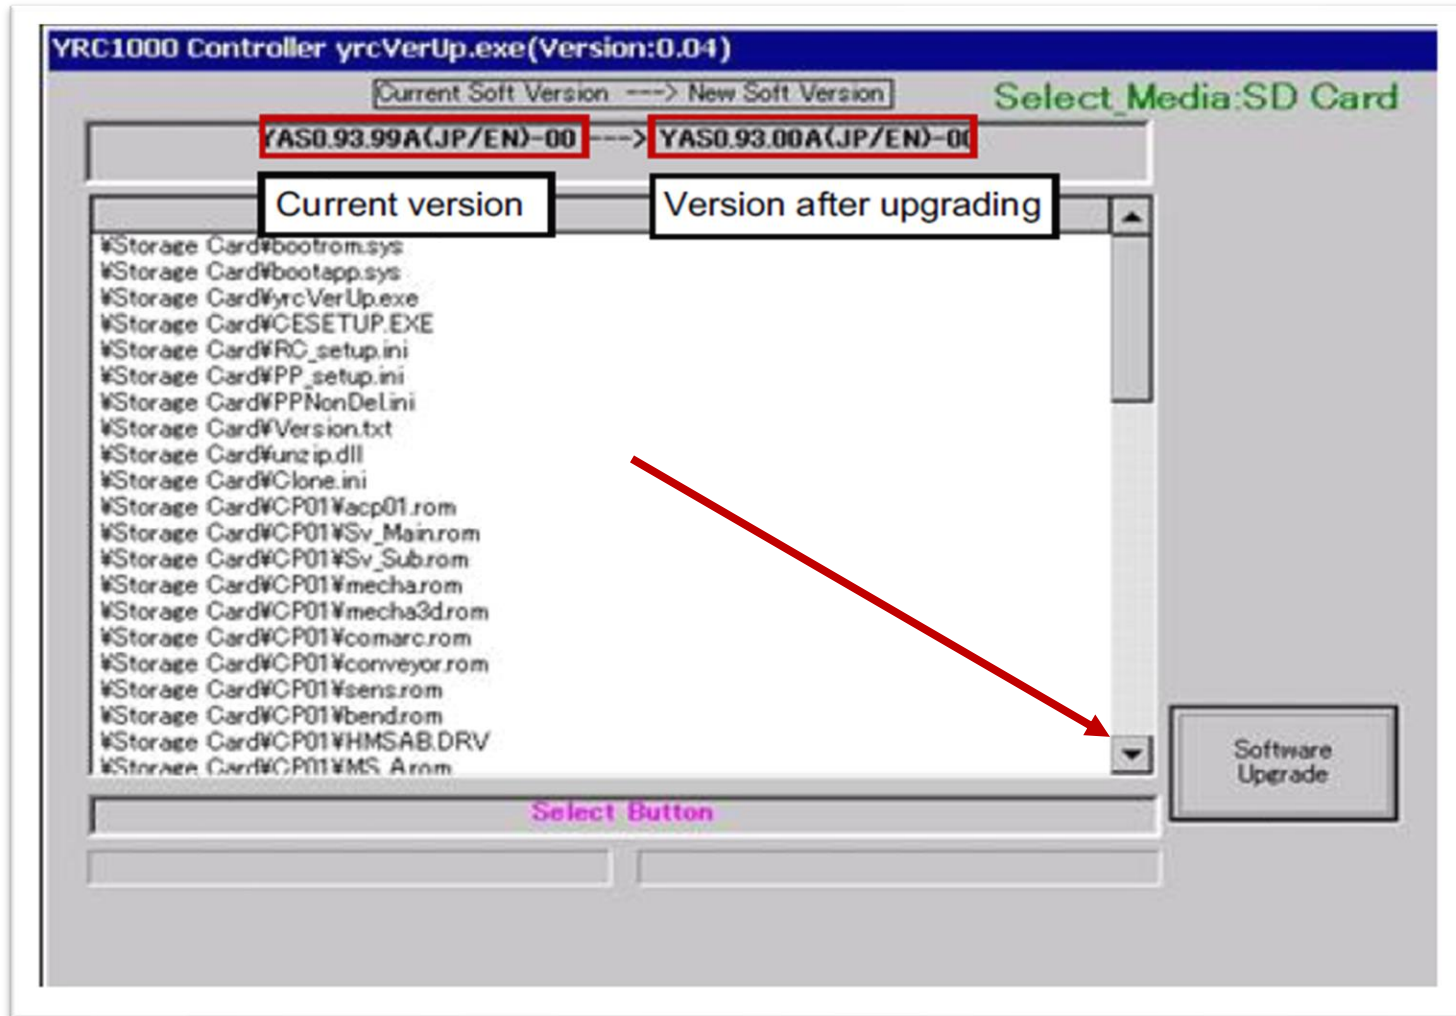 YRC1000 Controller yrcVerUp.exe(Version:0.04)
Current Soft Version ---> New Soft Version
Select_Media:SD Card
YAS0.93.99A(JP/EN)-00 ---> YAS0.93.00A(JP/EN)-00
Current version
Version after upgrading
¥Storage Card¥bootrom.sys
¥Storage Card¥bootapp.sys
¥Storage Card¥yrcVerUp.exe
¥Storage Card¥CESETUP.EXE
¥Storage Card¥RC_setup.ini
¥Storage Card¥PP_setup.ini
¥Storage Card¥PPNonDel.ini
¥Storage Card¥Version.txt
¥Storage Card¥unzip.dll
¥Storage Card¥Clone.ini
¥Storage Card¥CP01¥acp01.rom
¥Storage Card¥CP01¥Sv_Main.rom
¥Storage Card¥CP01¥Sv_Sub.rom
¥Storage Card¥CP01¥mecha.rom
¥Storage Card¥CP01¥mecha3d.rom
¥Storage Card¥CP01¥comarc.rom
¥Storage Card¥CP01¥conveyor.rom
¥Storage Card¥CP01¥sens.rom
¥Storage Card¥CP01¥bend.rom
¥Storage Card¥CP01¥HMSAB.DRV
¥Storage Card¥CP01¥MS_A.rom
Software
Upgrade
Select Button